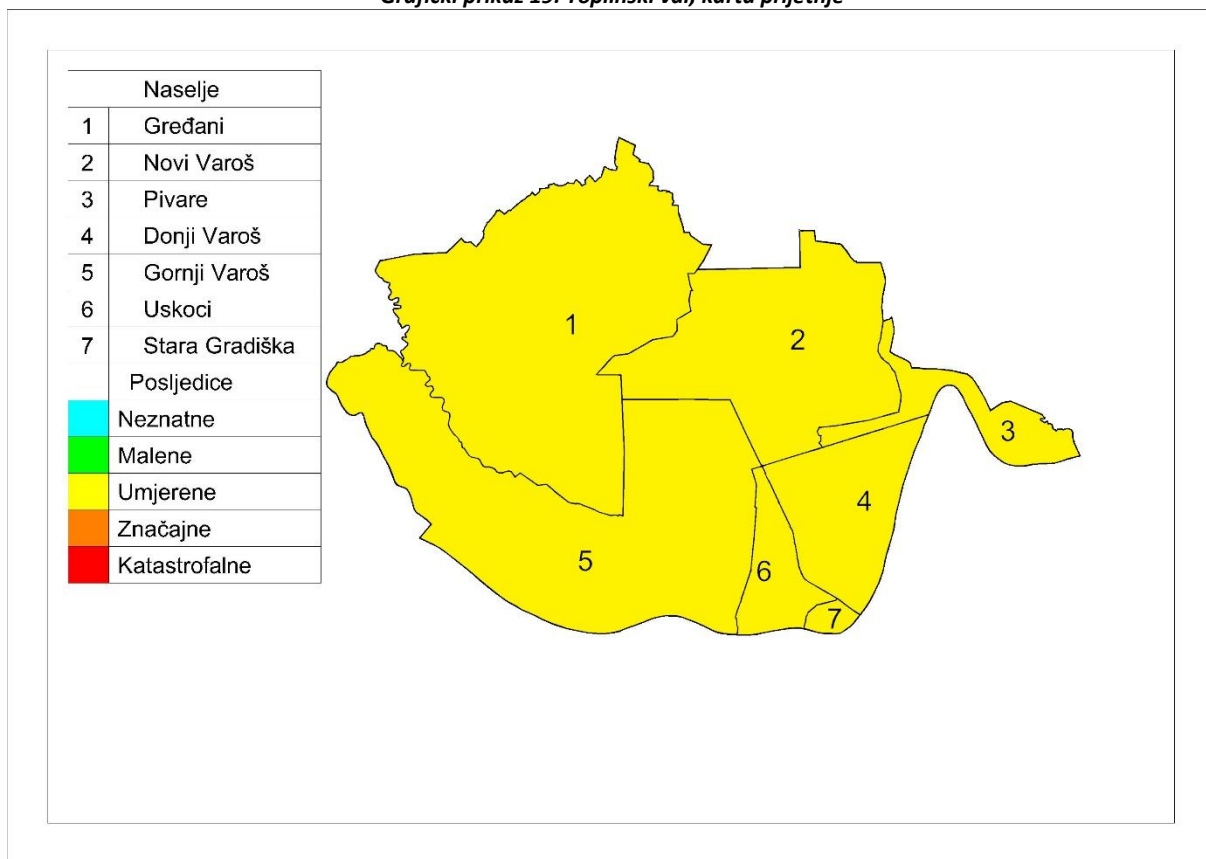 Grafički prikaz 15: Toplinski val, karta prijetnje
Naselje
1 Gređani
2 Novi Varoš
3 Pivare
4 Donji Varoš
5 Gornji Varoš
6 Uskoci
7 Stara Gradiška
Posljedice
Neznatne
Malene
Umjerene
Značajne
Katastrofalne
1
2
3
4
5
6
7